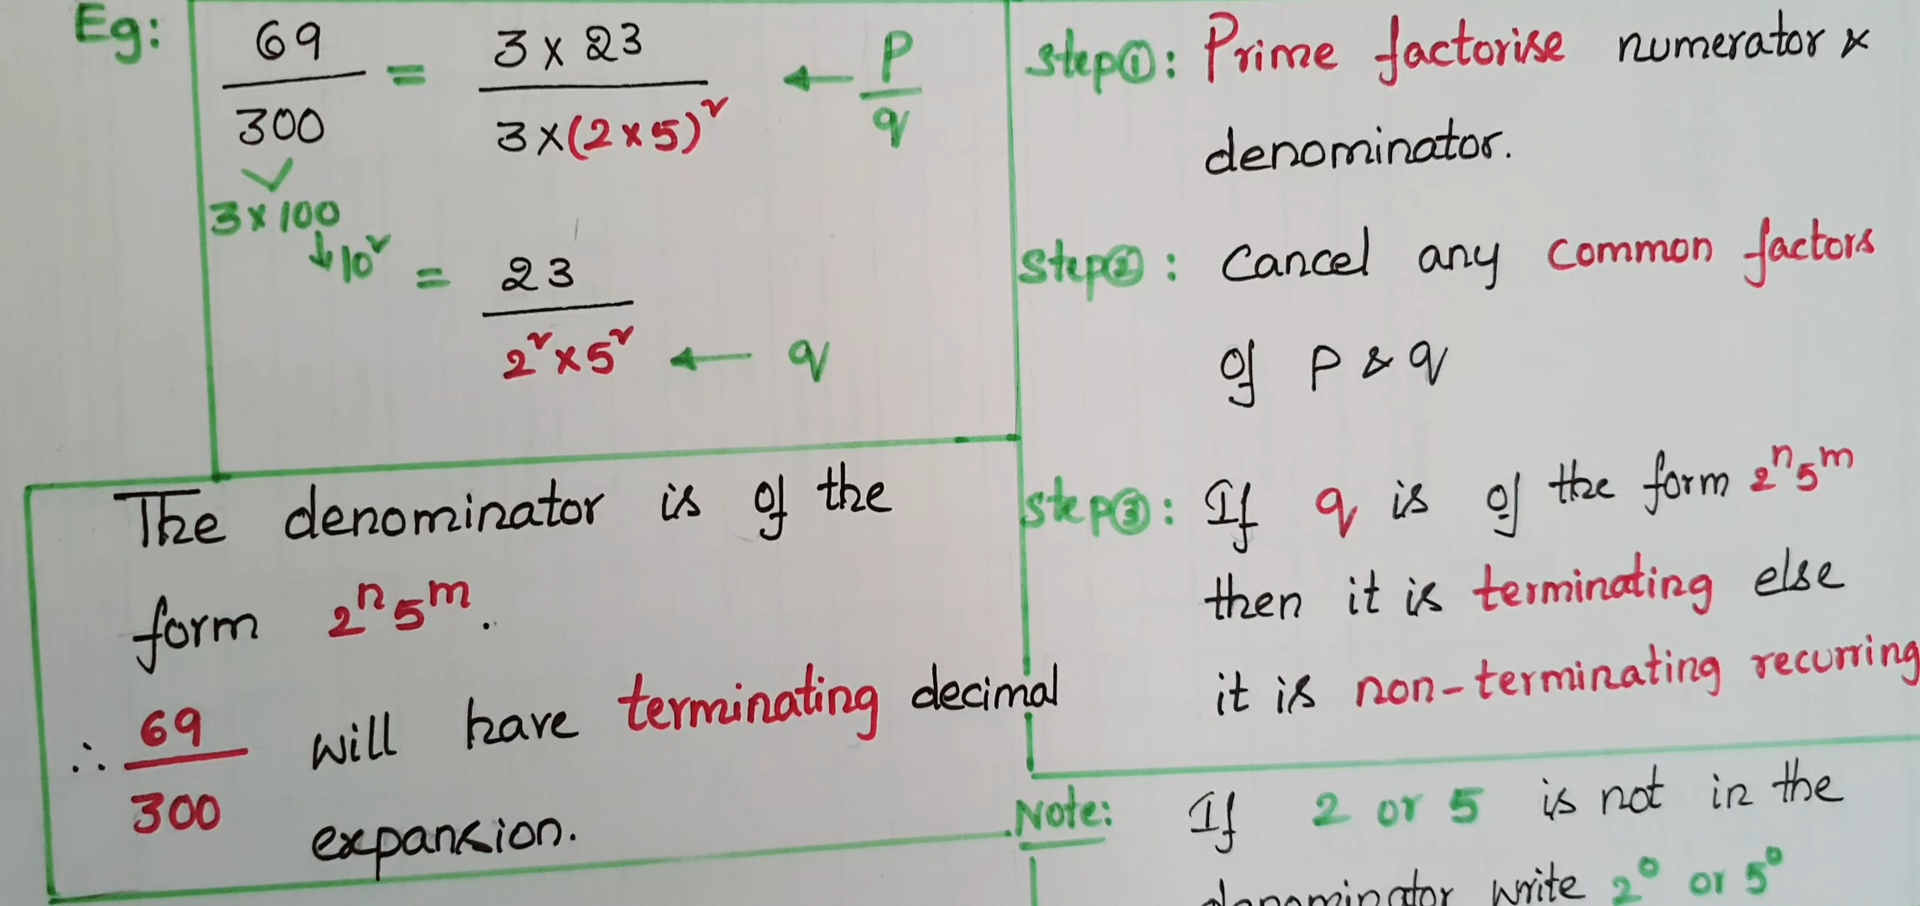 Eg:
69/300 = 3 x 23 / 3 x (2 x 5)² ← p/q
3 x 100
↓ 10²
= 23 / 2² x 5² ← q
The denominator is of the
form 2ⁿ5ᵐ.
∴ 69/300 will have terminating decimal
expansion.
Step①: Prime factorise numerator &
denominator.
Step②: Cancel any common factors
of p & q
Step③: If q is of the form 2ⁿ5ᵐ
then it is terminating else
it is non-terminating recurring
Note: If 2 or 5 is not in the
denominator write 2⁰ or 5⁰